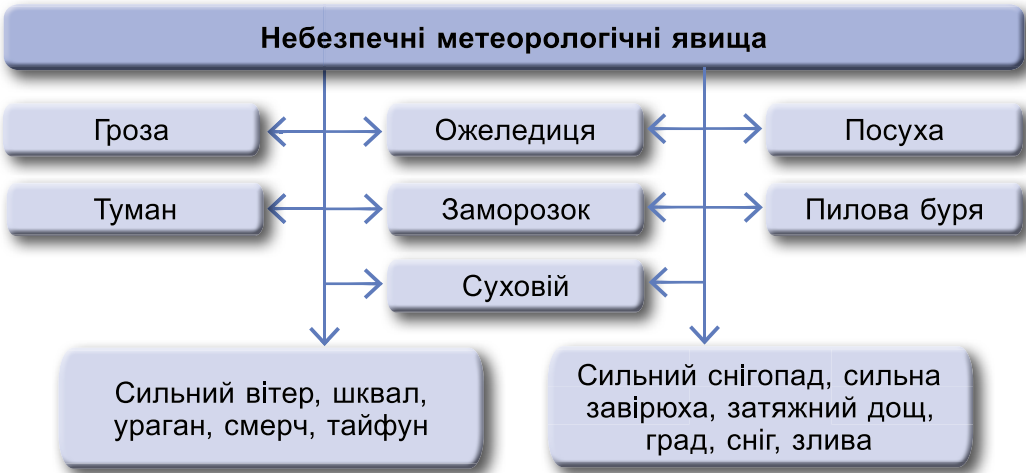 Небезпечні метеорологічні явища
Гроза
Ожеледиця
Посуха
Туман
Заморозок
Пилова буря
Суховій
Сильний вітер, шквал,
ураган, смерч, тайфун
Сильний снігопад, сильна
завірюха, затяжний дощ,
град, сніг, злива